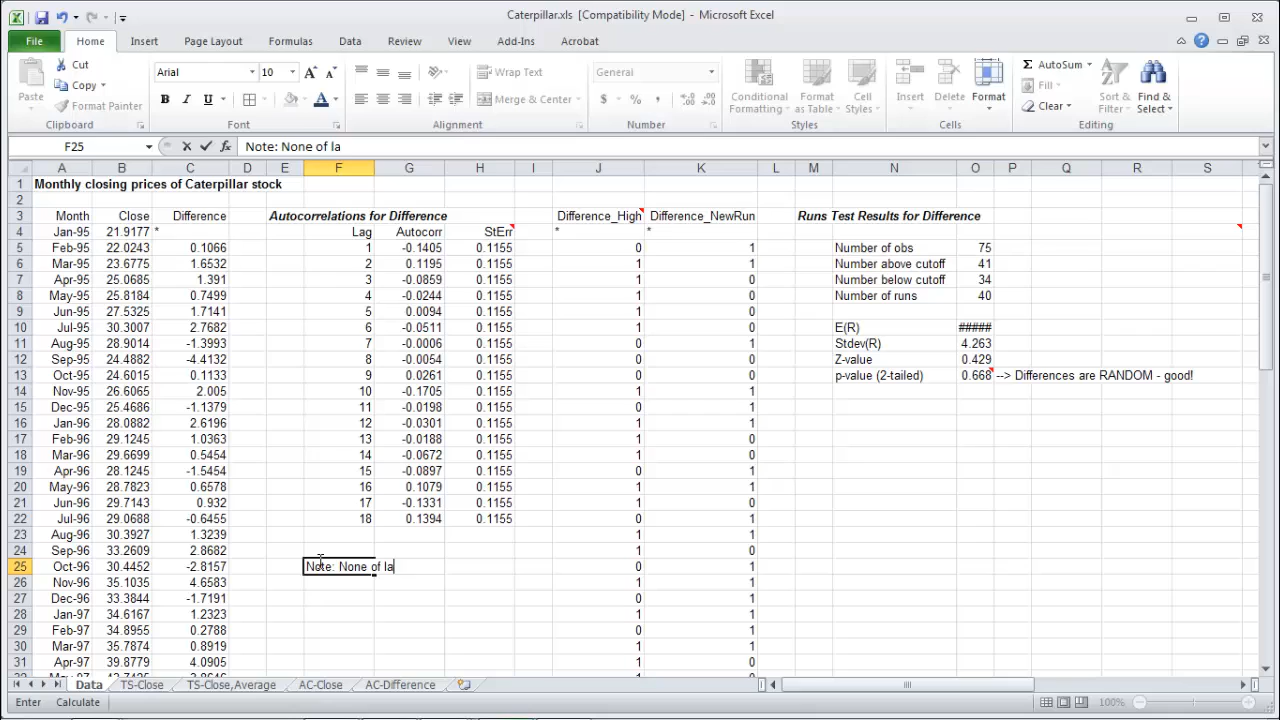 Caterpillar.xls [Compatibility Mode] - Microsoft Excel
File Home Insert Page Layout Formulas Data Review View Add-Ins Acrobat
Paste Cut Copy Format Painter Clipboard
Arial 10 A A B I U A Font
Wrap Text Merge & Center Alignment
General $ % , Number
Conditional Formatting Format as Table Cell Styles Styles
Insert Delete Format Cells
Σ AutoSum Fill Clear Sort & Filter Find & Select Editing
F25 fx Note: None of la
A B C D E F G H I J K L M N O P Q R S
1 Monthly closing prices of Caterpillar stock
2
3 Month Close Difference Autocorrelations for Difference Difference_High Difference_NewRun Runs Test Results for Difference
4 Jan-95 21.9177 * Lag Autocorr StErr * *
5 Feb-95 22.0243 0.1066 1 -0.1405 0.1155 0 1 Number of obs 75
6 Mar-95 23.6775 1.6532 2 0.1195 0.1155 1 1 Number above cutoff 41
7 Apr-95 25.0685 1.391 3 -0.0859 0.1155 1 0 Number below cutoff 34
8 May-95 25.8184 0.7499 4 -0.0244 0.1155 1 0 Number of runs 40
9 Jun-95 27.5325 1.7141 5 0.0094 0.1155 1 0
10 Jul-95 30.3007 2.7682 6 -0.0511 0.1155 1 0 E(R) #####
11 Aug-95 28.9014 -1.3993 7 -0.0006 0.1155 0 1 Stdev(R) 4.263
12 Sep-95 24.4882 -4.4132 8 -0.0054 0.1155 0 0 Z-value 0.429
13 Oct-95 24.6015 0.1133 9 0.0261 0.1155 0 0 p-value (2-tailed) 0.668 --> Differences are RANDOM - good!
14 Nov-95 26.6065 2.005 10 -0.1705 0.1155 1 1
15 Dec-95 25.4686 -1.1379 11 -0.0198 0.1155 0 1
16 Jan-96 28.0882 2.6196 12 -0.0301 0.1155 1 1
17 Feb-96 29.1245 1.0363 13 -0.0188 0.1155 1 0
18 Mar-96 29.6699 0.5454 14 -0.0672 0.1155 1 0
19 Apr-96 28.1245 -1.5454 15 -0.0897 0.1155 0 1
20 May-96 28.7823 0.6578 16 0.1079 0.1155 1 1
21 Jun-96 29.7143 0.932 17 -0.1331 0.1155 1 0
22 Jul-96 29.0688 -0.6455 18 0.1394 0.1155 0 1
23 Aug-96 30.3927 1.3239 1 1
24 Sep-96 33.2609 2.8682 1 0
25 Oct-96 30.4452 -2.8157 Note: None of la 0 1
26 Nov-96 35.1035 4.6583 1 1
27 Dec-96 33.3844 -1.7191 0 1
28 Jan-97 34.6167 1.2323 1 1
29 Feb-97 34.8955 0.2788 0 1
30 Mar-97 35.7874 0.8919 1 1
31 Apr-97 39.8779 4.0905 1 0
Data TS-Close TS-Close,Average AC-Close AC-Difference
Enter Calculate 100%